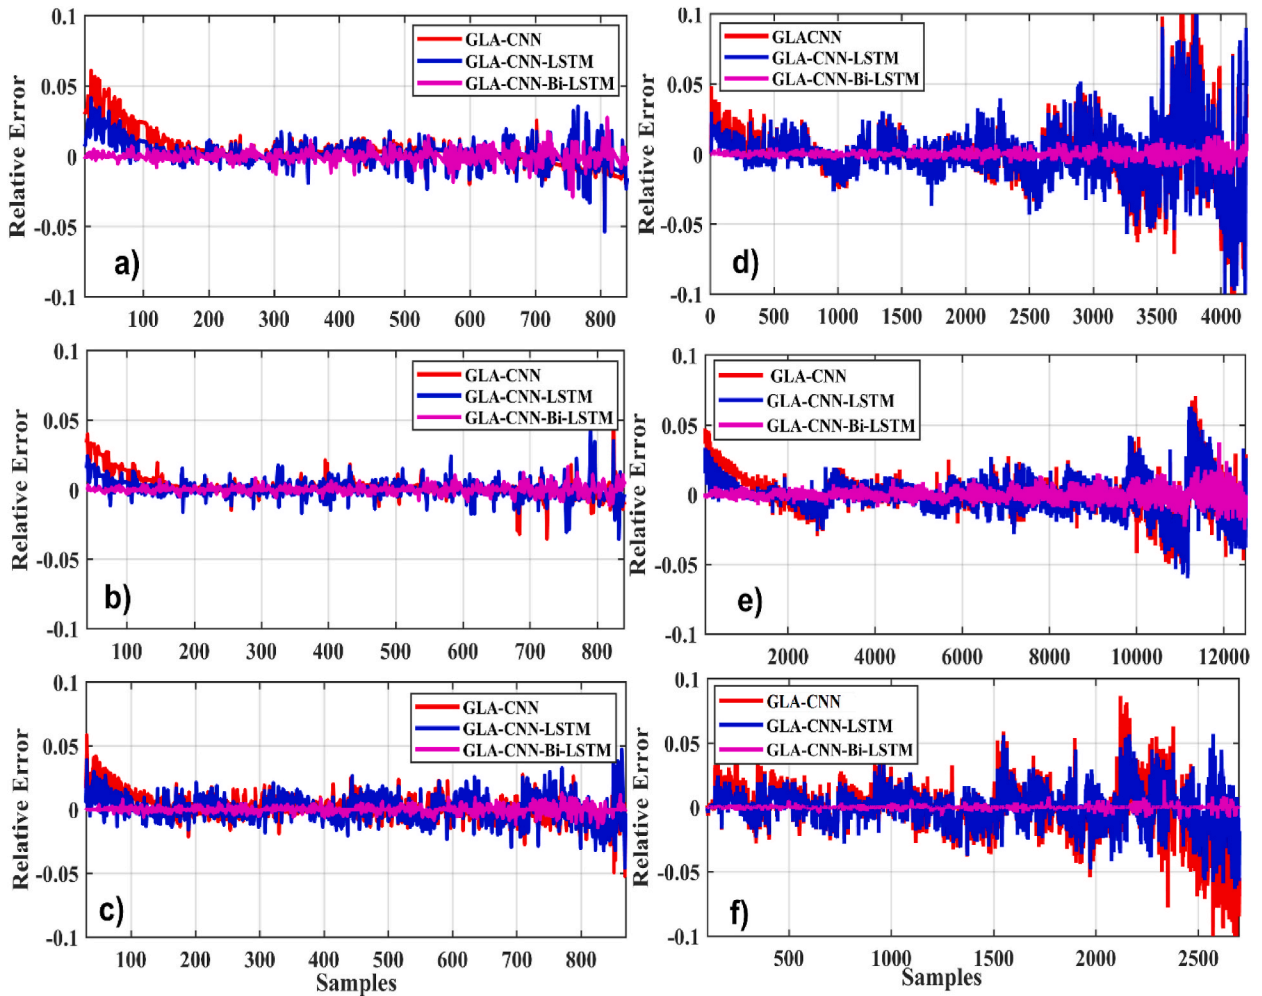 0.1
0.05
0
-0.05
-0.1
Relative Error
GLA-CNN
GLA-CNN-LSTM
GLA-CNN-Bi-LSTM
a)
100 200 300 400 500 600 700 800
0.1
0.05
0
-0.05
-0.1
Relative Error
GLACNN
GLA-CNN-LSTM
GLA-CNN-Bi-LSTM
d)
0 500 1000 1500 2000 2500 3000 3500 4000
0.1
0.05
0
-0.05
-0.1
Relative Error
GLA-CNN
GLA-CNN-LSTM
GLA-CNN-Bi-LSTM
b)
100 200 300 400 500 600 700 800
0.1
0.05
0
-0.05
-0.1
Relative Error
GLA-CNN
GLA-CNN-LSTM
GLA-CNN-Bi-LSTM
e)
2000 4000 6000 8000 10000 12000
0.1
0.05
0
-0.05
-0.1
Relative Error
GLA-CNN
GLA-CNN-LSTM
GLA-CNN-Bi-LSTM
c)
100 200 300 400 500 600 700 800
Samples
0.1
0.05
0
-0.05
-0.1
Relative Error
GLA-CNN
GLA-CNN-LSTM
GLA-CNN-Bi-LSTM
f)
500 1000 1500 2000 2500
Samples